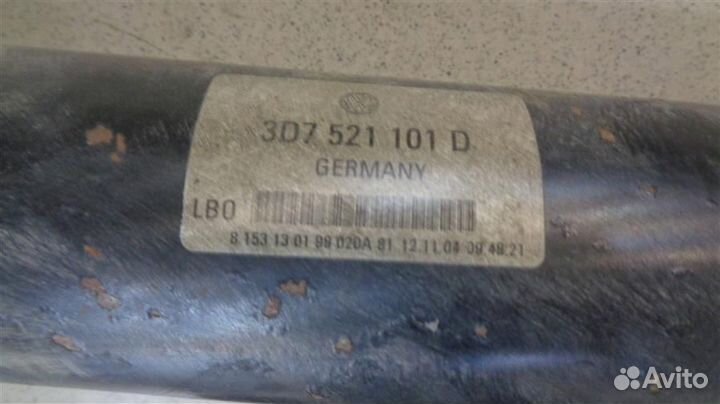 3D7 521 101 D
GERMANY
LB0
8 153 13 01 99 020A 81 12.11.04 09.48.21
Avito